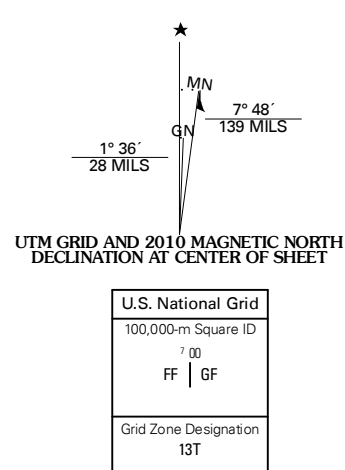 ★
MN
GN
7° 48´
139 MILS
1° 36´
28 MILS
UTM GRID AND 2010 MAGNETIC NORTH
DECLINATION AT CENTER OF SHEET
U.S. National Grid
100,000-m Square ID
7 00
FF | GF
Grid Zone Designation
13T